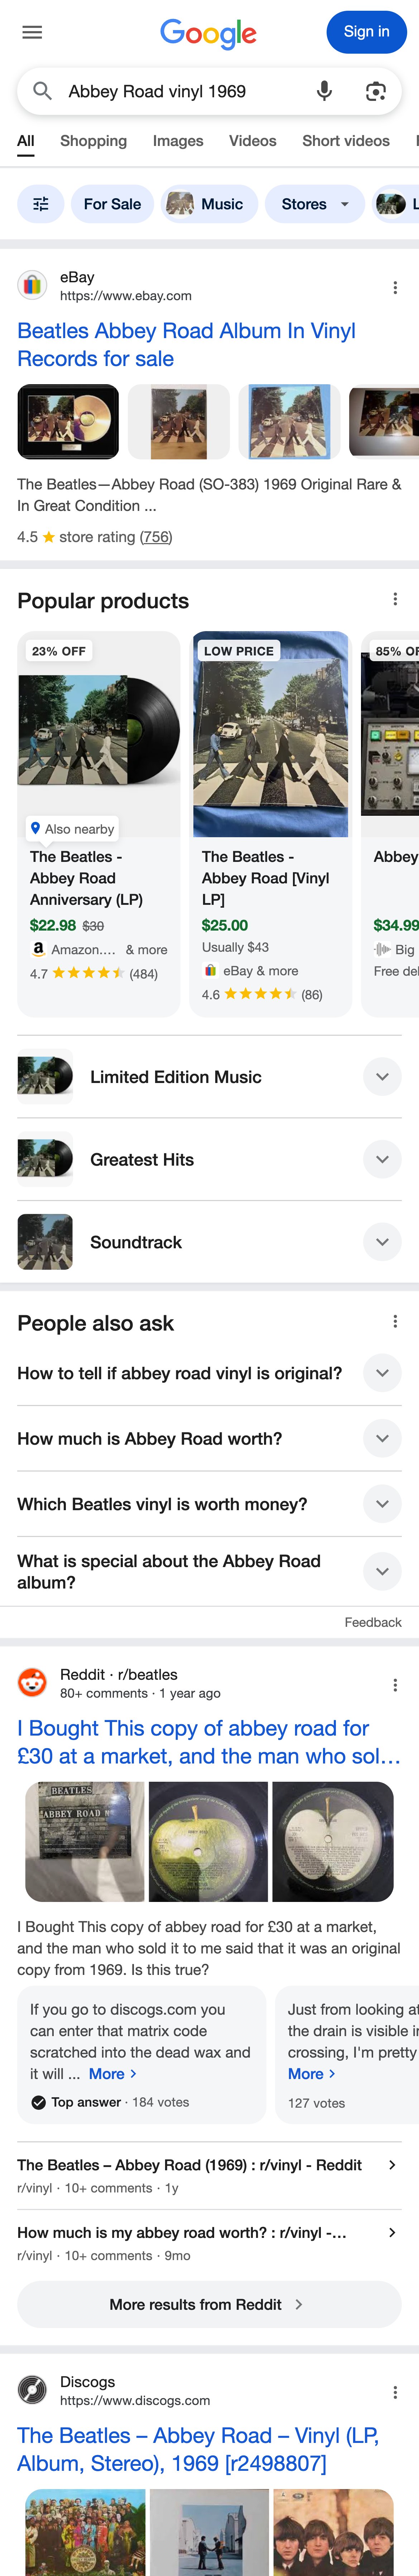 Google
Sign in
Abbey Road vinyl 1969
All Shopping Images Videos Short videos
For Sale Music Stores
eBay
https://www.ebay.com
Beatles Abbey Road Album In Vinyl
Records for sale
The Beatles—Abbey Road (SO-383) 1969 Original Rare &
In Great Condition ...
4.5 ★ store rating (756)
Popular products
23% OFF
LOW PRICE
85% OF
Also nearby
The Beatles -
Abbey Road
Anniversary (LP)
$22.98 $30
Amazon.... & more
4.7 ★★★★★ (484)
The Beatles -
Abbey Road [Vinyl
LP]
$25.00
Usually $43
eBay & more
4.6 ★★★★★ (86)
Abbey
$34.99
Big
Free del
Limited Edition Music
Greatest Hits
Soundtrack
People also ask
How to tell if abbey road vinyl is original?
How much is Abbey Road worth?
Which Beatles vinyl is worth money?
What is special about the Abbey Road
album?
Feedback
Reddit · r/beatles
80+ comments · 1 year ago
I Bought This copy of abbey road for
£30 at a market, and the man who sol...
BEATLES
ABBEY ROAD N
I Bought This copy of abbey road for £30 at a market,
and the man who sold it to me said that it was an original
copy from 1969. Is this true?
If you go to discogs.com you
can enter that matrix code
scratched into the dead wax and
it will ... More
Top answer · 184 votes
Just from looking at
the drain is visible i
crossing, I'm pretty
More
127 votes
The Beatles – Abbey Road (1969) : r/vinyl - Reddit
r/vinyl · 10+ comments · 1y
How much is my abbey road worth? : r/vinyl -...
r/vinyl · 10+ comments · 9mo
More results from Reddit
Discogs
https://www.discogs.com
The Beatles – Abbey Road – Vinyl (LP,
Album, Stereo), 1969 [r2498807]